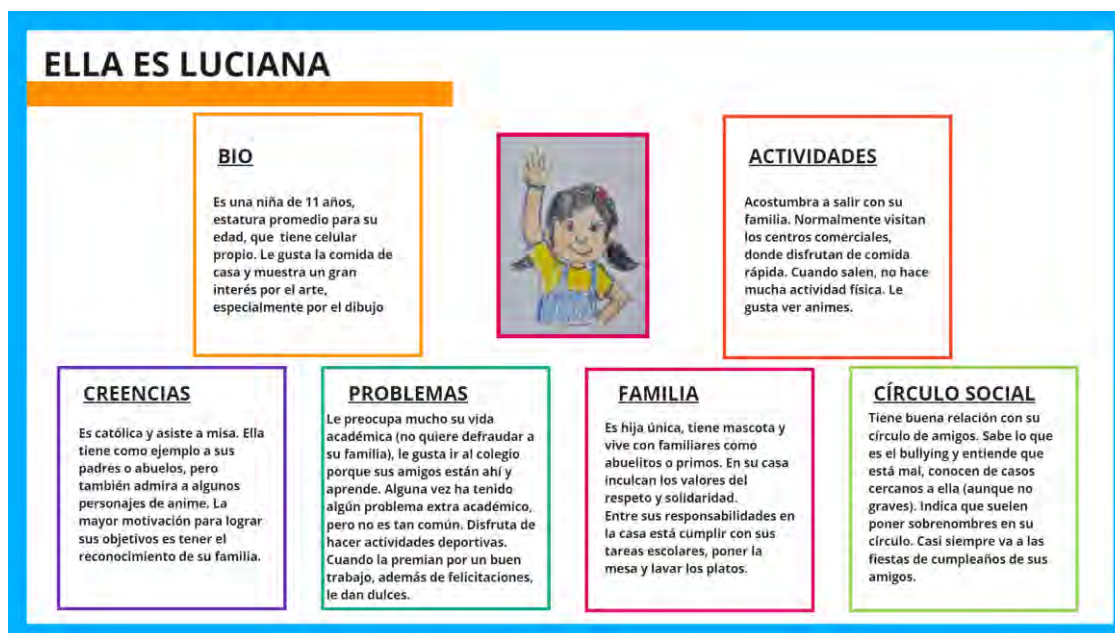 ELLA ES LUCIANA
BIO
Es una niña de 11 años,
estatura promedio para su
edad, que tiene celular
propio. Le gusta la comida de
casa y muestra un gran
interés por el arte,
especialmente por el dibujo
ACTIVIDADES
Acostumbra a salir con su
familia. Normalmente visitan
los centros comerciales,
donde disfrutan de comida
rápida. Cuando salen, no hace
mucha actividad física. Le
gusta ver animes.
CREENCIAS
Es católica y asiste a misa. Ella
tiene como ejemplo a sus
padres o abuelos, pero
también admira a algunos
personajes de anime. La
mayor motivación para lograr
sus objetivos es tener el
reconocimiento de su familia.
PROBLEMAS
Le preocupa mucho su vida
académica (no quiere defraudar a
su familia), le gusta ir al colegio
porque sus amigos están ahí y
aprende. Alguna vez ha tenido
algún problema extra académico,
pero no es tan común. Disfruta de
hacer actividades deportivas.
Cuando la premian por un buen
trabajo, además de felicitaciones,
le dan dulces.
FAMILIA
Es hija única, tiene mascota y
vive con familiares como
abuelitos o primos. En su casa
inculcan los valores del
respeto y solidaridad.
Entre sus responsabilidades en
la casa está cumplir con sus
tareas escolares, poner la
mesa y lavar los platos.
CÍRCULO SOCIAL
Tiene buena relación con su
círculo de amigos. Sabe lo que
es el bullying y entiende que
está mal, conocen de casos
cercanos a ella (aunque no
graves). Indica que suelen
poner sobrenombres en su
círculo. Casi siempre va a las
fiestas de cumpleaños de sus
amigos.